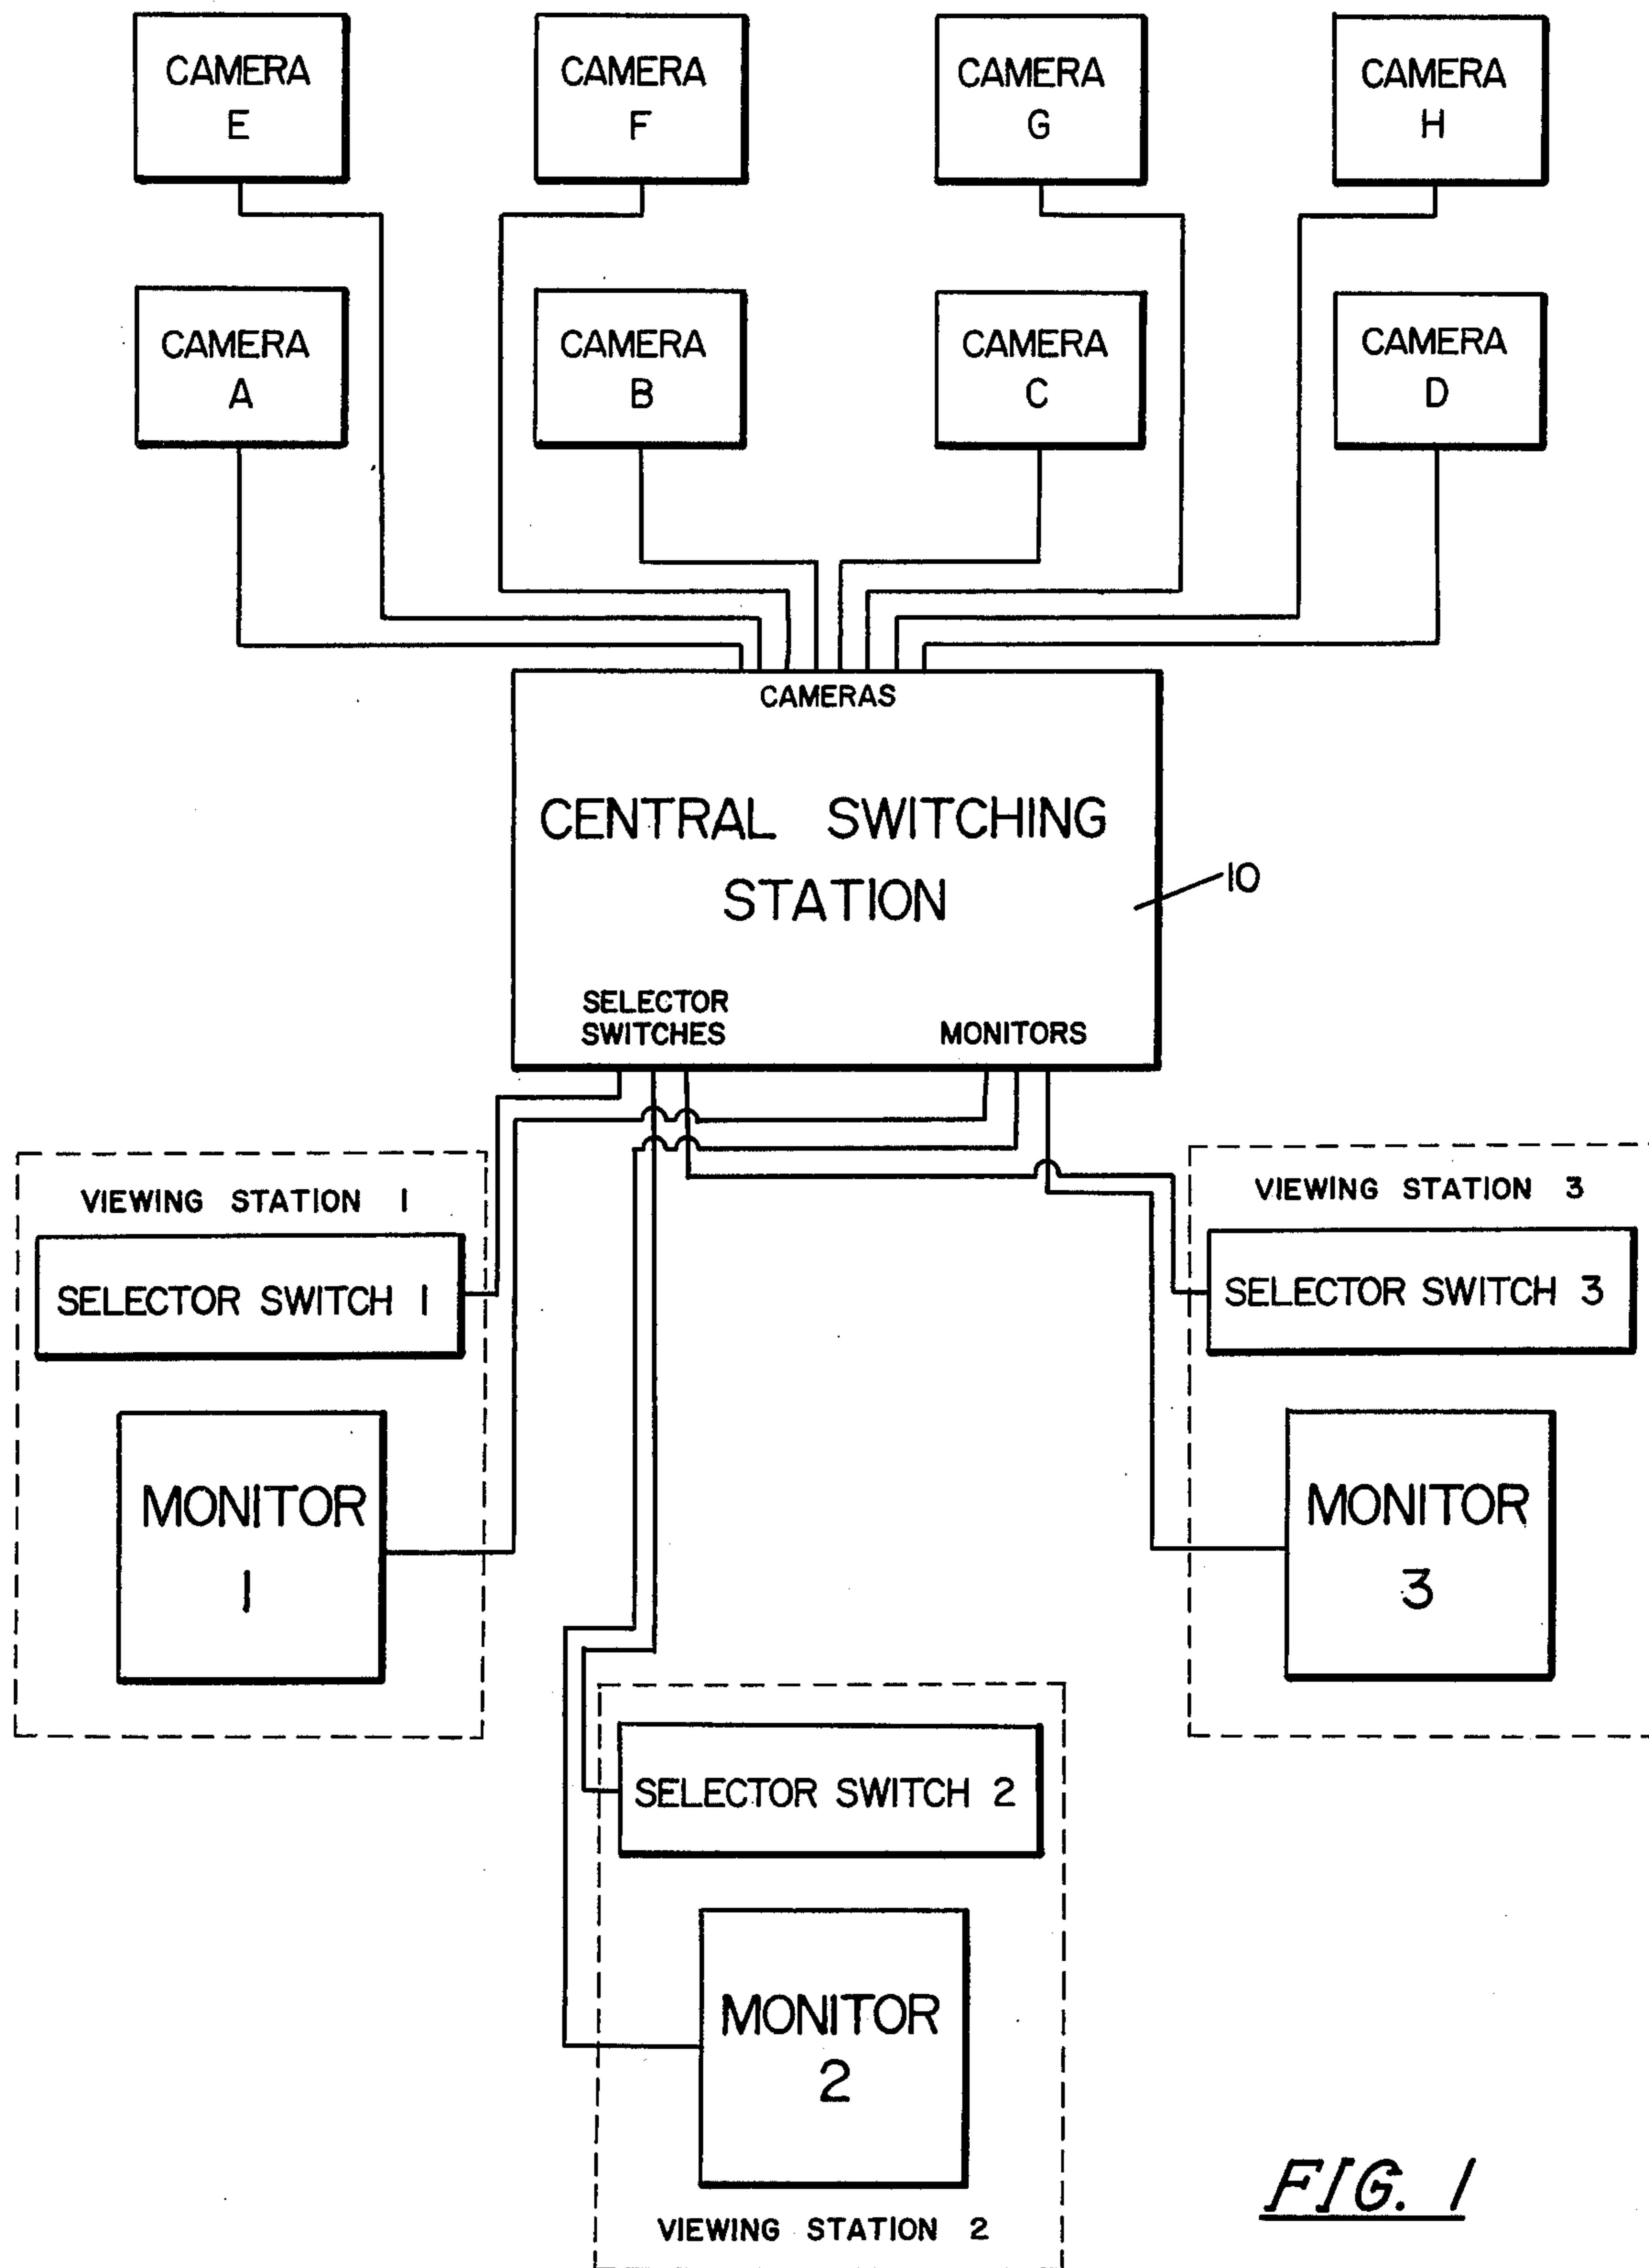 CAMERA
E
CAMERA
F
CAMERA
G
CAMERA
H
CAMERA
A
CAMERA
B
CAMERA
C
CAMERA
D
CAMERAS
CENTRAL SWITCHING
STATION
10
SELECTOR
SWITCHES
MONITORS
VIEWING STATION 1
SELECTOR SWITCH 1
MONITOR
1
VIEWING STATION 3
SELECTOR SWITCH 3
MONITOR
3
SELECTOR SWITCH 2
MONITOR
2
VIEWING STATION 2
FIG. 1